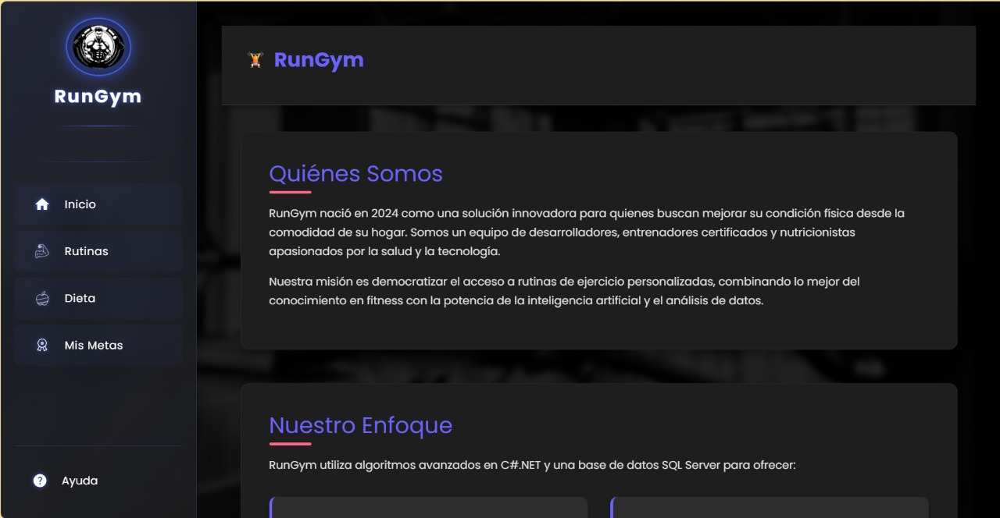 RunGym
Inicio
Rutinas
Dieta
Mis Metas
? Ayuda
RunGym
Quiénes Somos
RunGym nació en 2024 como una solución innovadora para quienes buscan mejorar su condición física desde la
comodidad de su hogar. Somos un equipo de desarrolladores, entrenadores certificados y nutricionistas
apasionados por la salud y la tecnología.
Nuestra misión es democratizar el acceso a rutinas de ejercicio personalizadas, combinando lo mejor del
conocimiento en fitness con la potencia de la inteligencia artificial y el análisis de datos.
Nuestro Enfoque
RunGym utiliza algoritmos avanzados en C#.NET y una base de datos SQL Server para ofrecer: